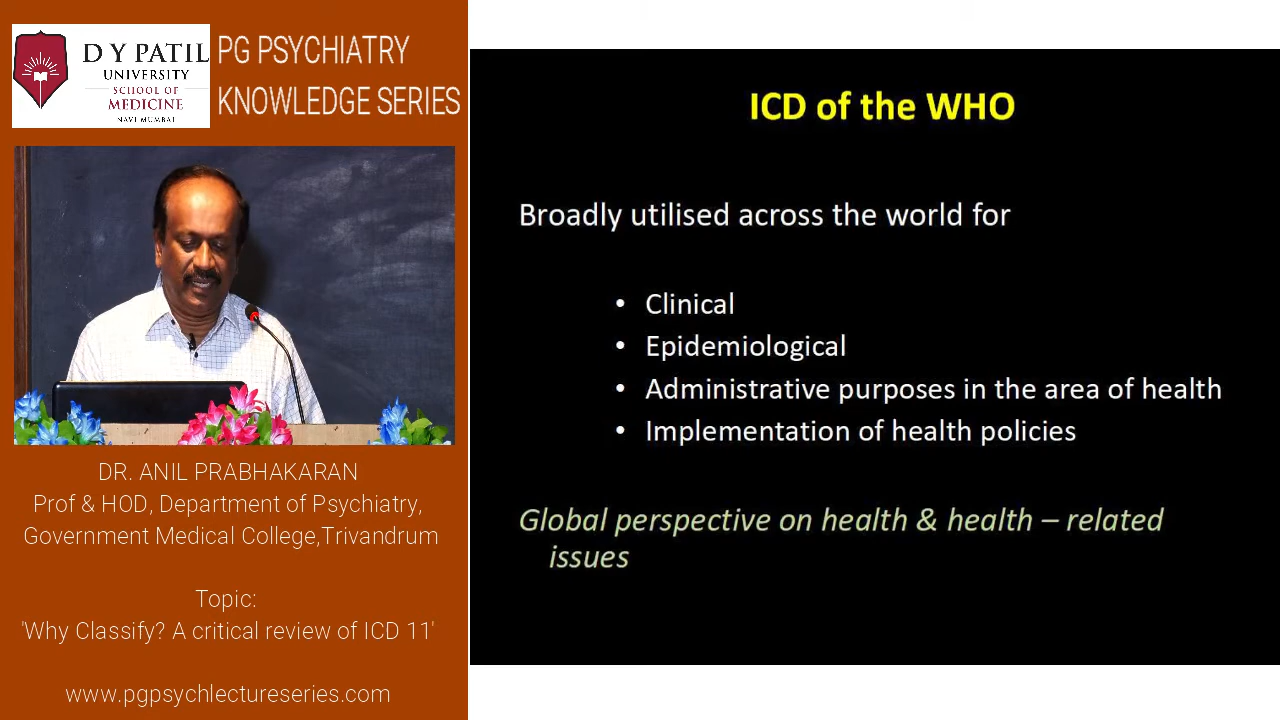 D Y PATIL
UNIVERSITY
SCHOOL OF
MEDICINE
NAVI MUMBAI
PG PSYCHIATRY
KNOWLEDGE SERIES
DR. ANIL PRABHAKARAN
Prof & HOD, Department of Psychiatry,
Government Medical College,Trivandrum
Topic:
'Why Classify? A critical review of ICD 11'
www.pgpsychlectureseries.com
ICD of the WHO
Broadly utilised across the world for
• Clinical
• Epidemiological
• Administrative purposes in the area of health
• Implementation of health policies
Global perspective on health & health – related
issues